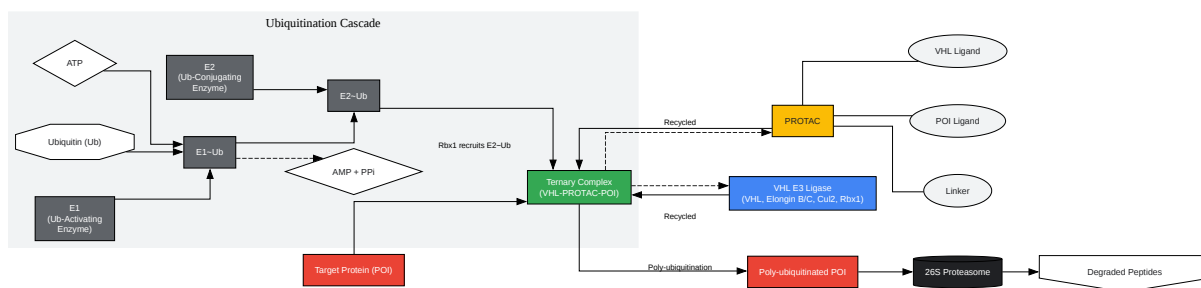 Ubiquitination Cascade
ATP
E2
(Ub-Conjugating
Enzyme)
E2~Ub
Ubiquitin (Ub)
E1~Ub
AMP + PPi
Rbx1 recruits E2~Ub
E1
(Ub-Activating
Enzyme)
Target Protein (POI)
Ternary Complex
(VHL-PROTAC-POI)
Recycled
PROTAC
VHL Ligand
POI Ligand
Linker
VHL E3 Ligase
(VHL, Elongin B/C, Cul2, Rbx1)
Recycled
Poly-ubiquitination
Poly-ubiquitinated POI
26S Proteasome
Degraded Peptides